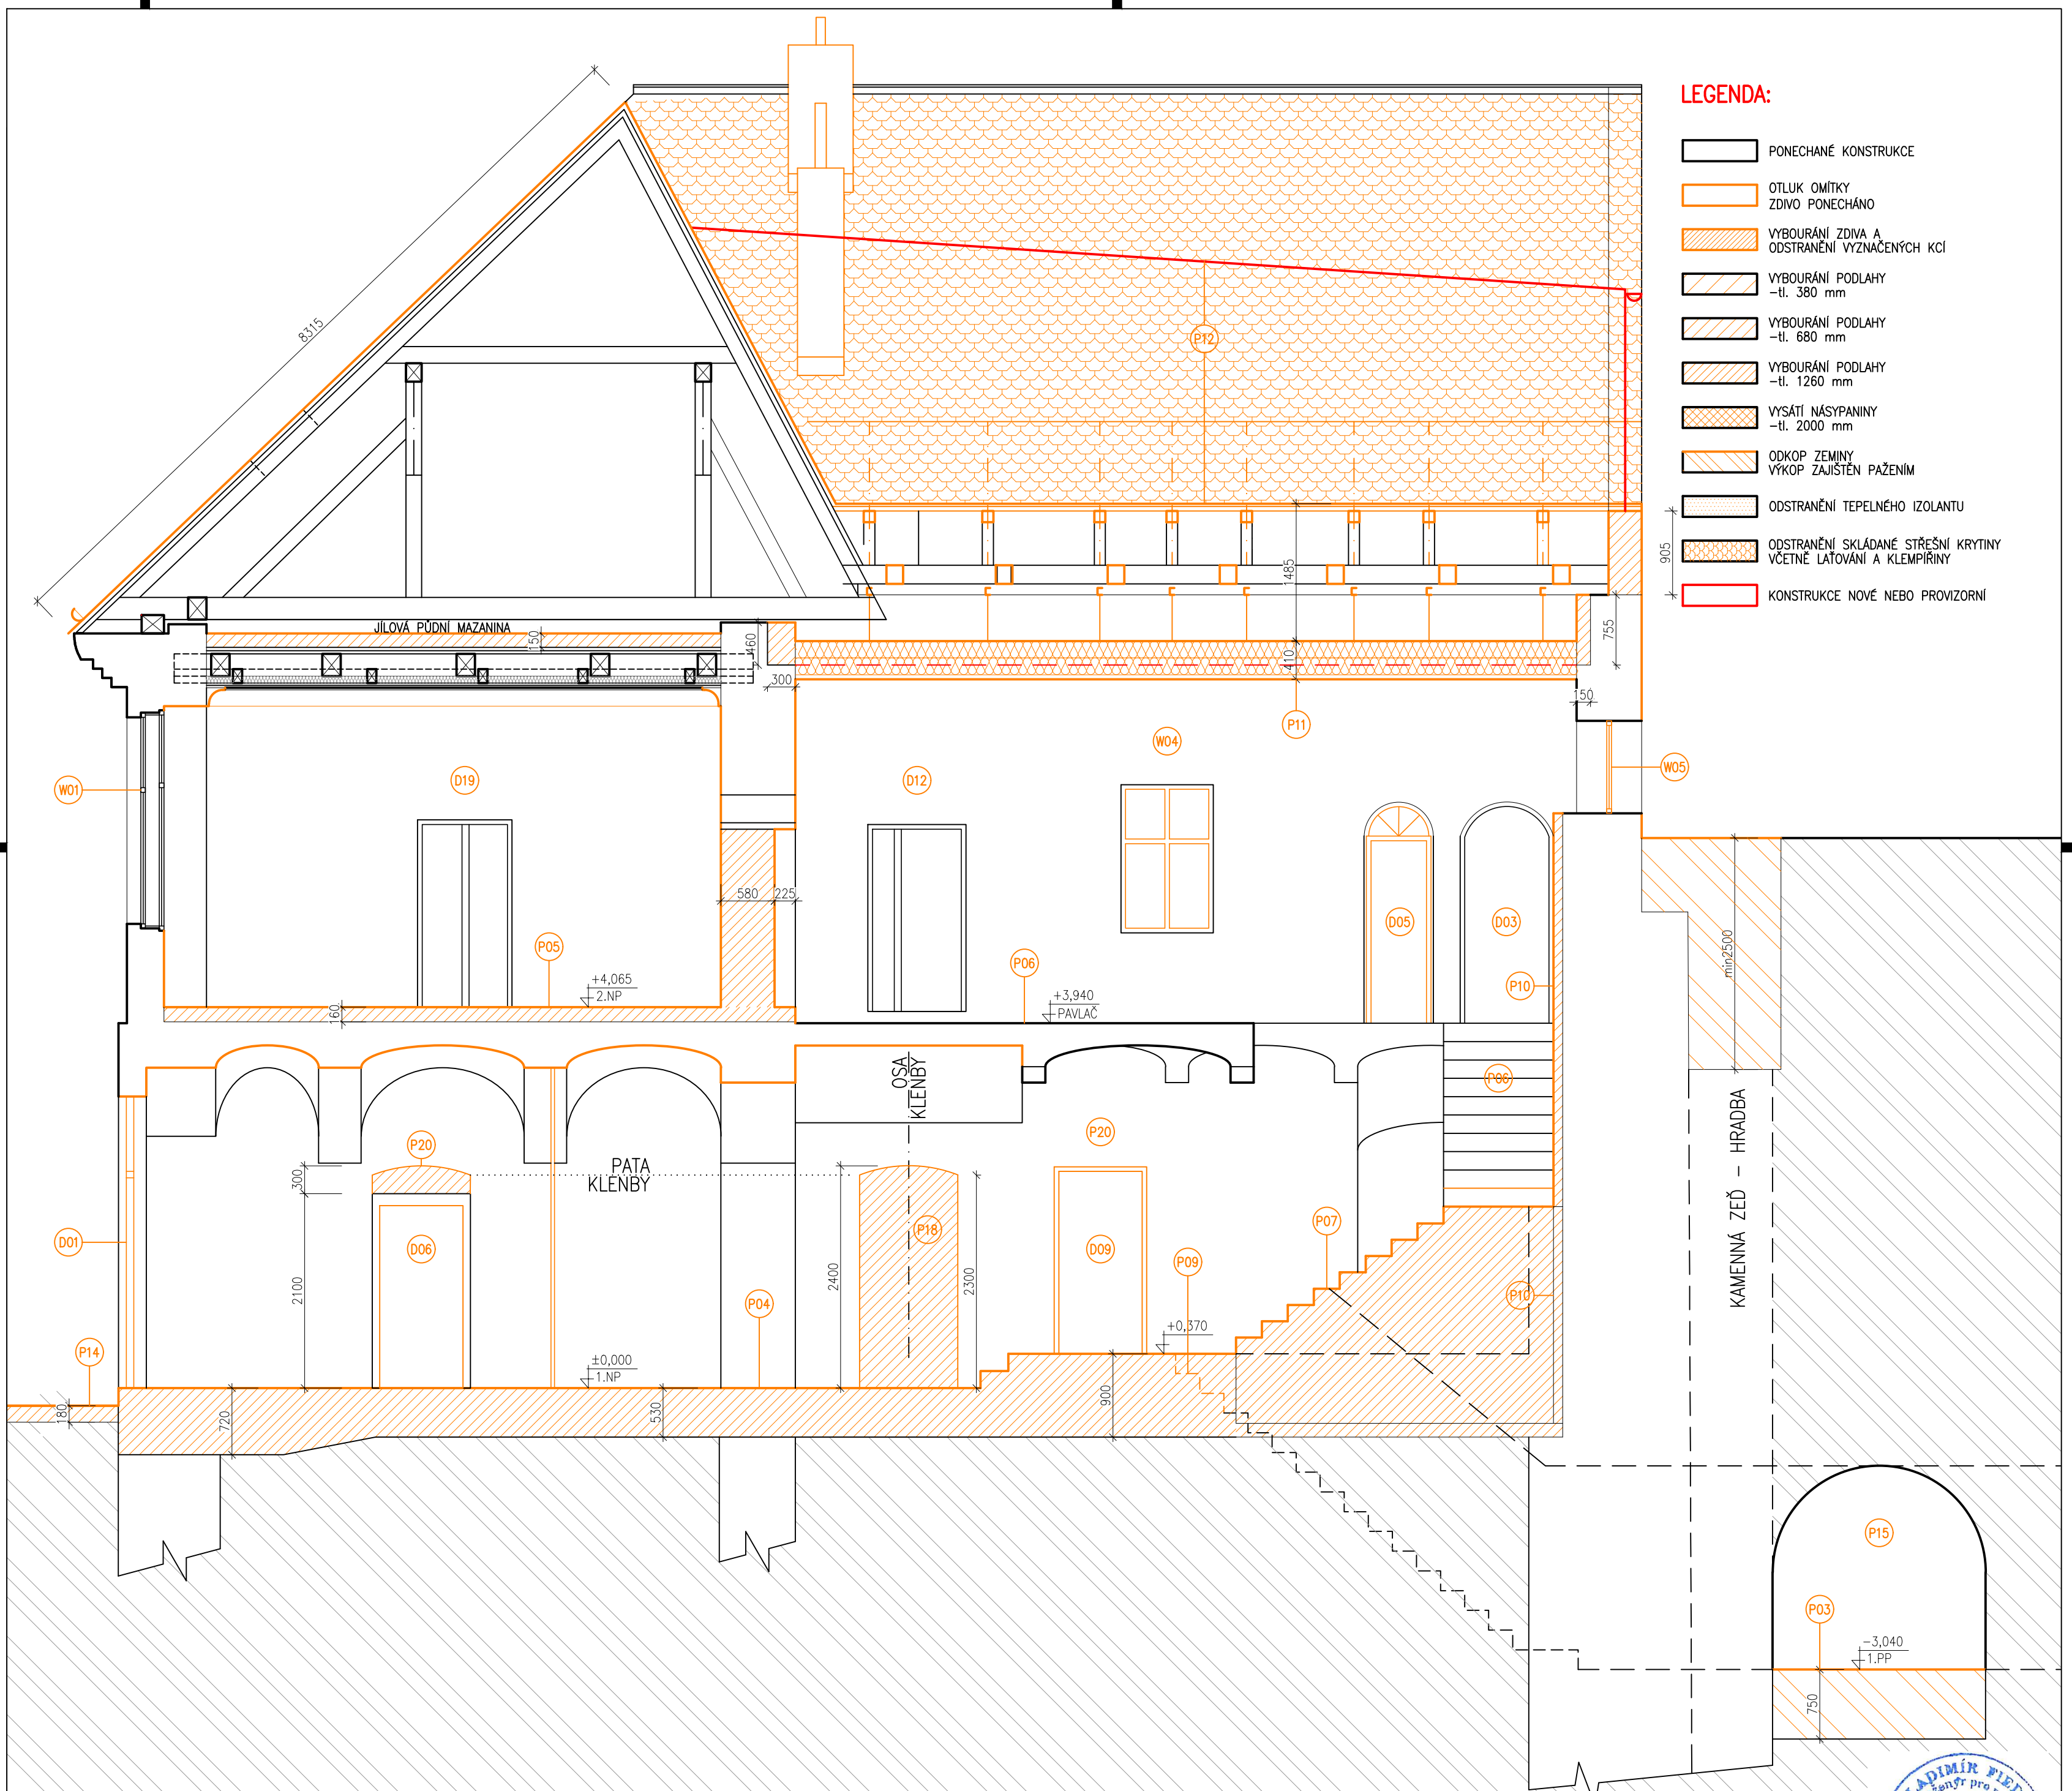 LEGENDA:
PONECHANÉ KONSTRUKCE
OTLUK OMÍTKY
ZDIVO PONECHÁNO
VYBOURÁNÍ ZDIVA A
ODSTRANĚNÍ VYZNAČENÝCH KCÍ
VYBOURÁNÍ PODLAHY
-tl. 380 mm
VYBOURÁNÍ PODLAHY
-tl. 680 mm
VYBOURÁNÍ PODLAHY
-tl. 1260 mm
VYSÁTÍ NÁSYPANINY
-tl. 2000 mm
ODKOP ZEMINY
VÝKOP ZAJIŠTĚN PAŽENÍM
ODSTRANĚNÍ TEPELNÉHO IZOLANTU
ODSTRANĚNÍ SKLÁDANÉ STŘEŠNÍ KRYTINY
VČETNĚ LAŤOVÁNÍ A KLEMPÍŘINY
KONSTRUKCE NOVÉ NEBO PROVIZORNÍ
8315
P12
1485
905
755
JÍLOVÁ PŮDNÍ MAZANINA
150
460
410
300
150
P11
W04
W05
W01
D19
D12
580
225
D05
D03
P05
P06
P10
min2500
+4,065
2.NP
+3,940
PAVLAČ
160
OSA
KLENBY
P06
P20
P20
PATA
KLENBY
300
KAMENNÁ ZEĎ - HRADBA
D01
D06
P18
D09
P07
P09
2100
2400
2300
P10
P04
+0,370
P14
±0,000
1.NP
180
720
530
900
P15
P03
-3,040
1.PP
750